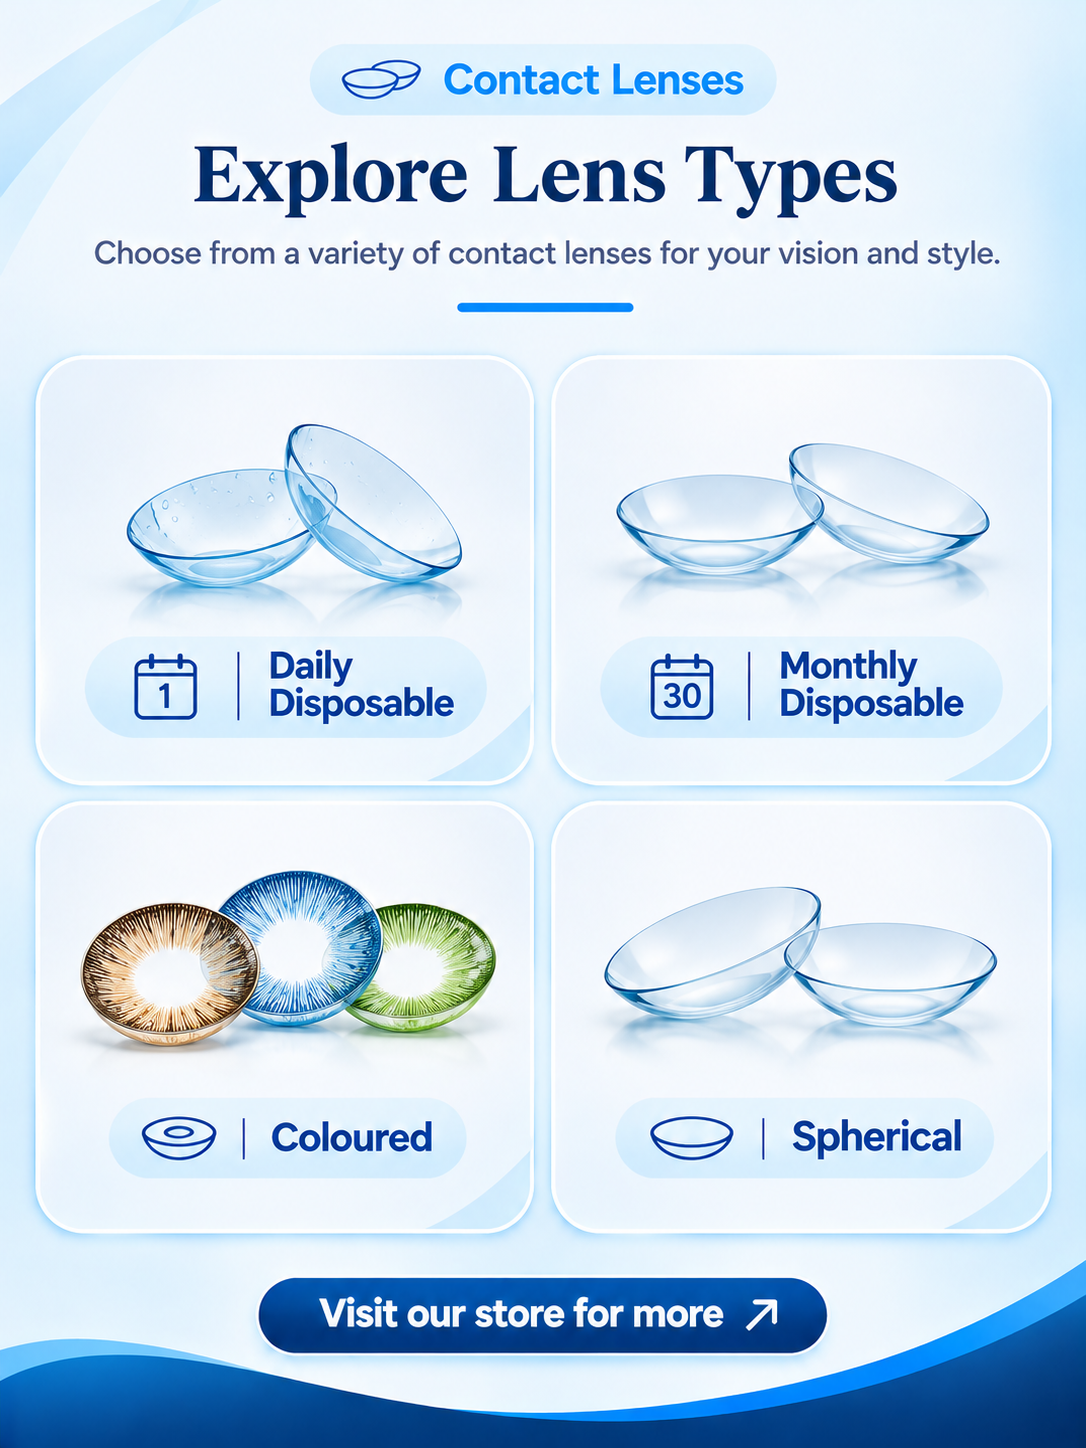 Contact Lenses
Explore Lens Types
Choose from a variety of contact lenses for your vision and style.
1
Daily
Disposable
30
Monthly
Disposable
Coloured
Spherical
Visit our store for more